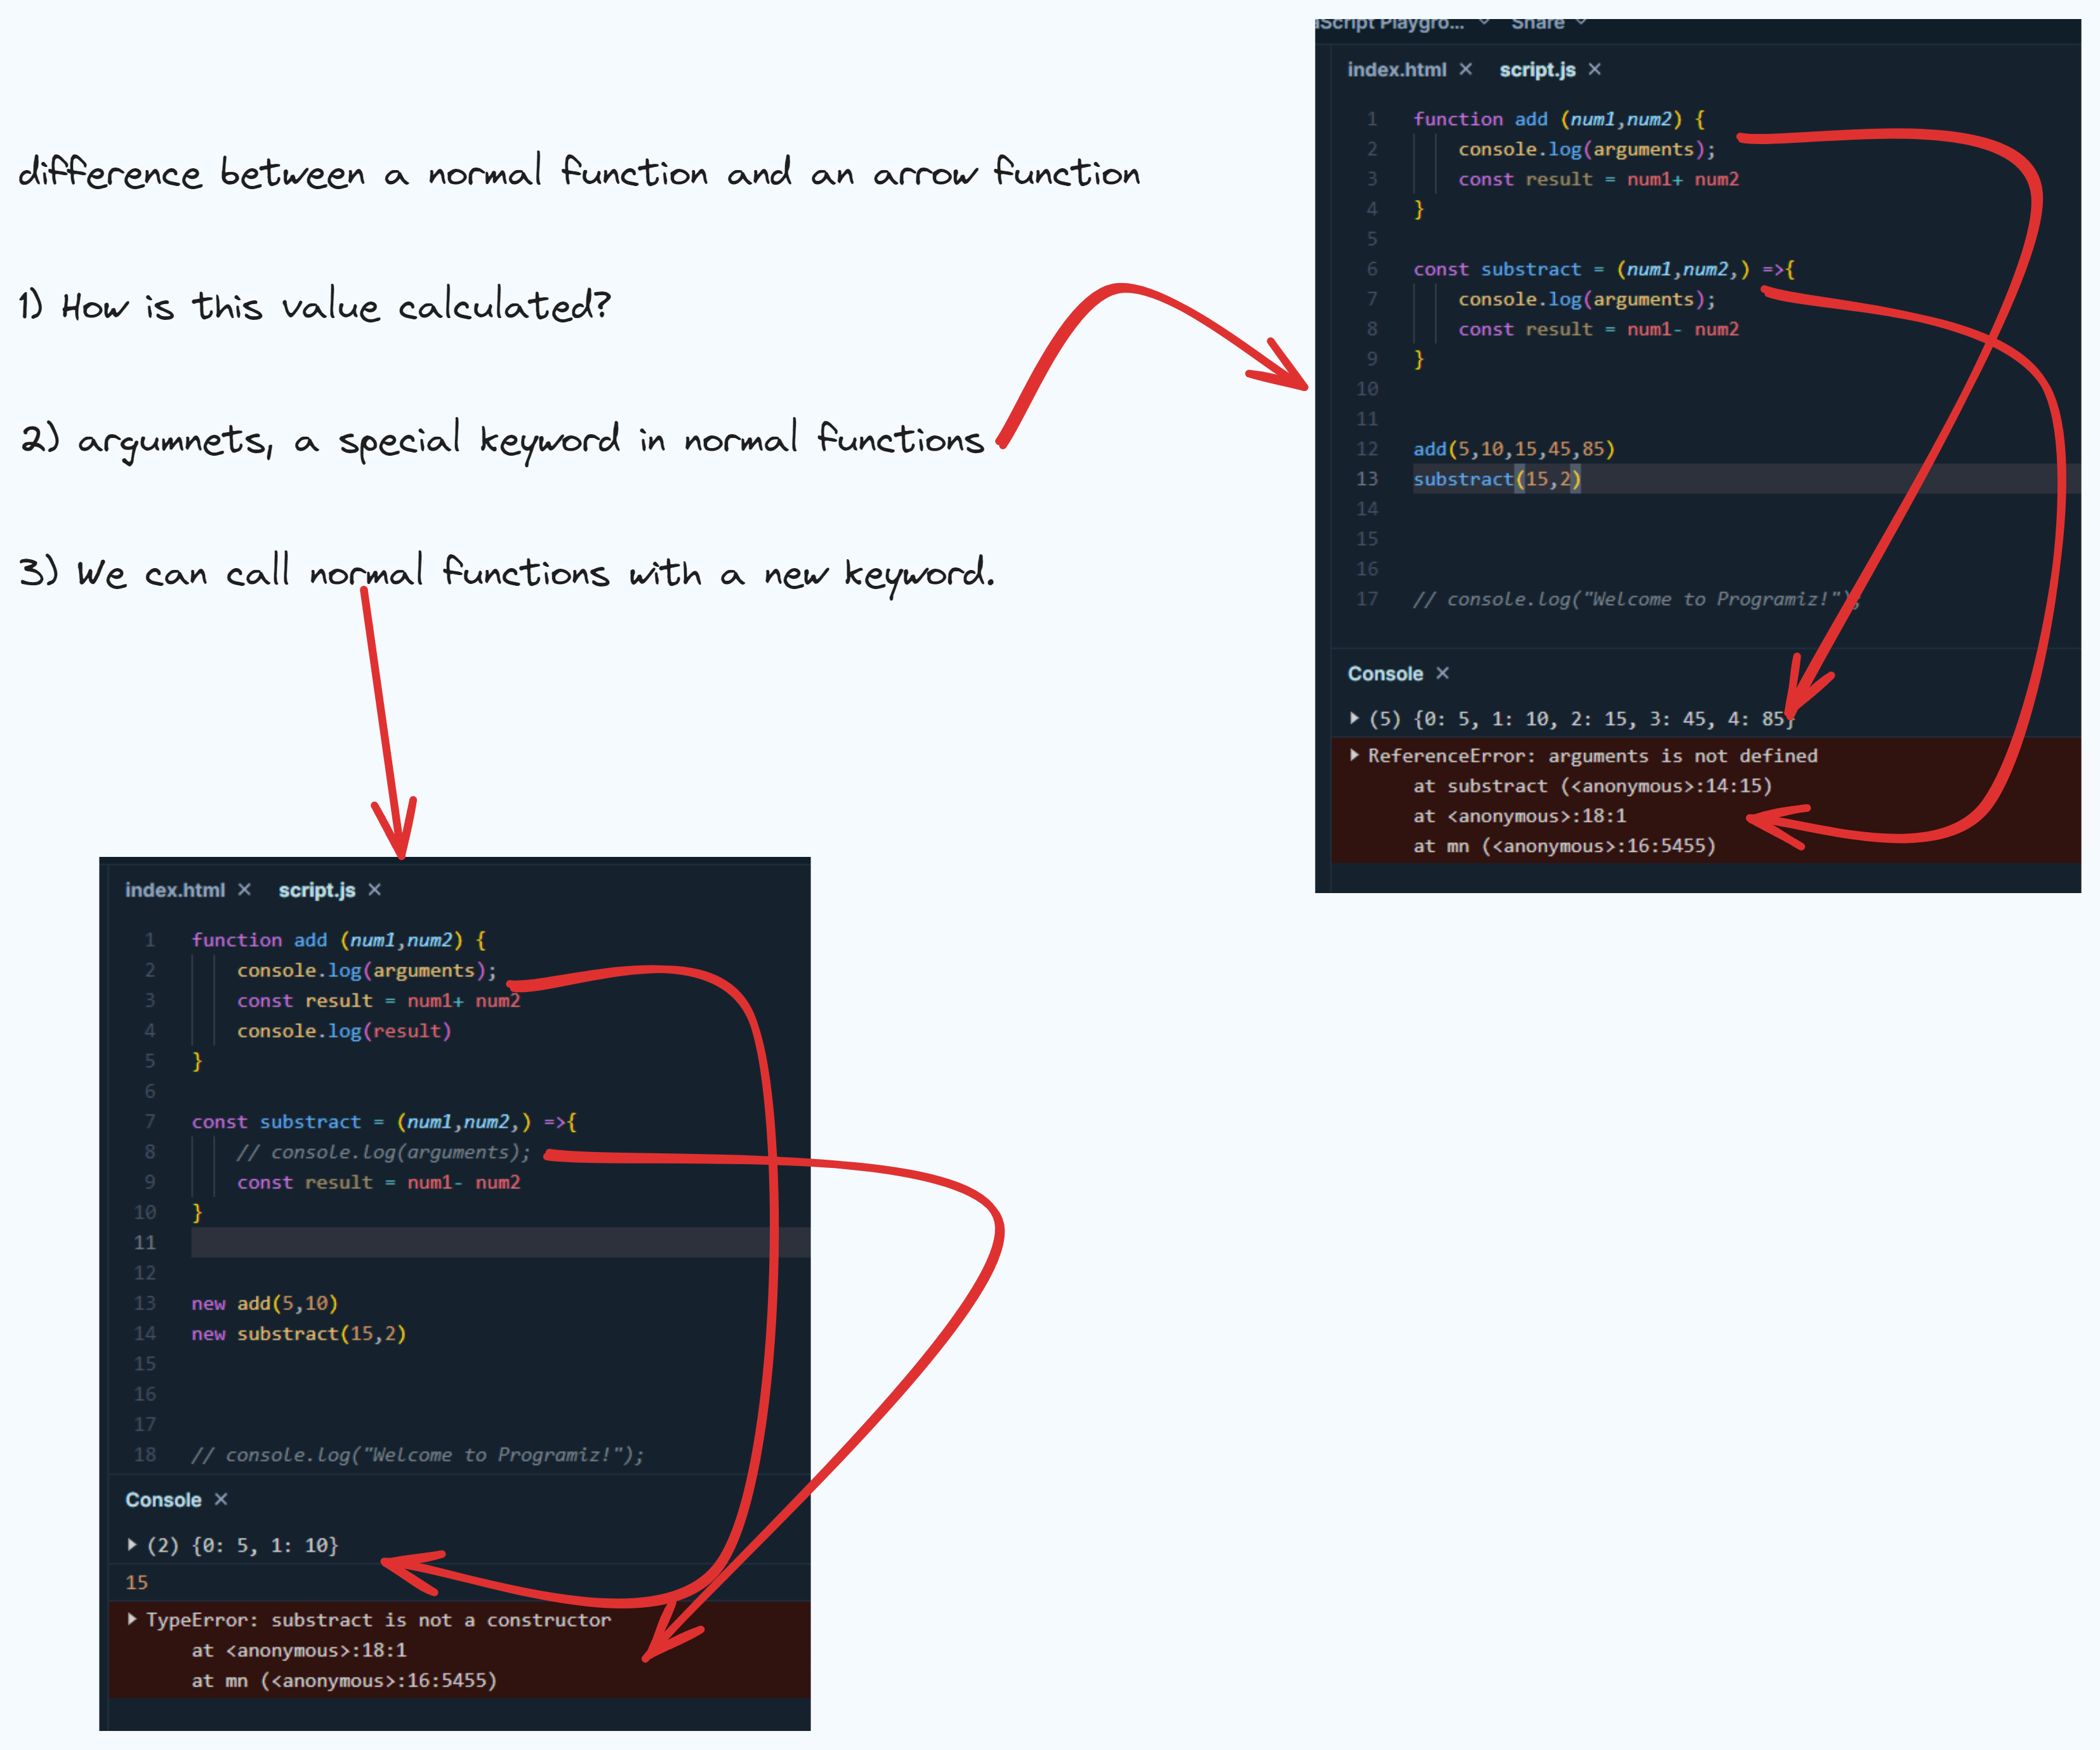 difference between a normal function and an arrow function
1) How is this value calculated?
2) argumnets, a special keyword in normal functions
3) We can call normal functions with a new keyword.
Script Playgro... Share
index.html × script.js ×
1 function add (num1,num2) {
2 console.log(arguments);
3 const result = num1+ num2
4 }
5
6 const substract = (num1,num2,) =>{
7 console.log(arguments);
8 const result = num1- num2
9 }
10
11
12 add(5,10,15,45,85)
13 substract(15,2)
14
15
16
17 // console.log("Welcome to Programiz!");
Console ×
(5) {0: 5, 1: 10, 2: 15, 3: 45, 4: 85}
ReferenceError: arguments is not defined
at substract (<anonymous>:14:15)
at <anonymous>:18:1
at mn (<anonymous>:16:5455)
index.html × script.js ×
1 function add (num1,num2) {
2 console.log(arguments);
3 const result = num1+ num2
4 console.log(result)
5 }
6
7 const substract = (num1,num2,) =>{
8 // console.log(arguments);
9 const result = num1- num2
10 }
11
12
13 new add(5,10)
14 new substract(15,2)
15
16
17
18 // console.log("Welcome to Programiz!");
Console ×
(2) {0: 5, 1: 10}
15
TypeError: substract is not a constructor
at <anonymous>:18:1
at mn (<anonymous>:16:5455)